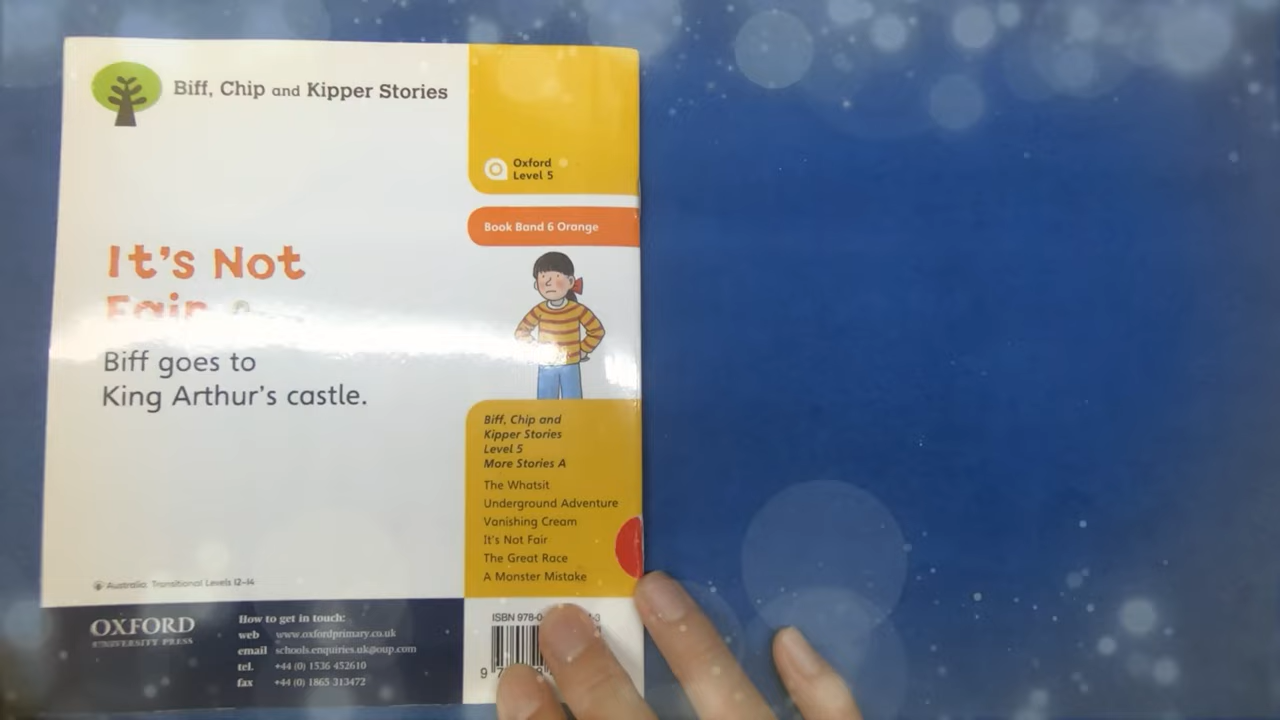 Biff, Chip and Kipper Stories
Oxford
Level 5
Book Band 6 Orange
It's Not
Fair
Biff goes to
King Arthur's castle.
Biff, Chip and
Kipper Stories
Level 5
More Stories A
The Whatsit
Underground Adventure
Vanishing Cream
It's Not Fair
The Great Race
A Monster Mistake
Australia: Transitional Levels 12-14
OXFORD
UNIVERSITY PRESS
How to get in touch:
web www.oxfordprimary.co.uk
email schools.enquiries.uk@oup.com
tel. +44 (0) 1536 452610
fax +44 (0) 1865 313472
ISBN 978-0